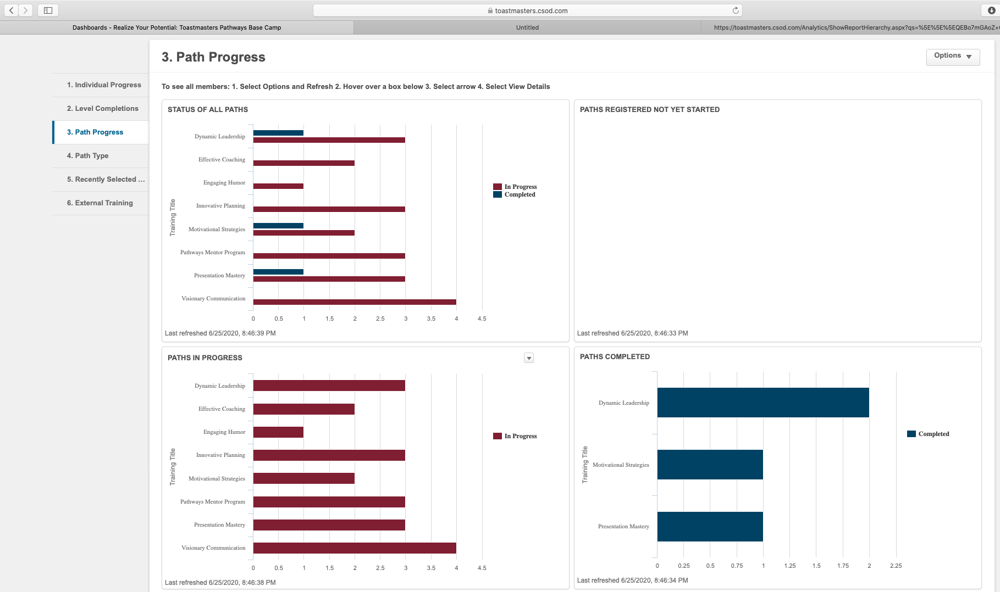 toastmasters.csod.com
Dashboards - Realize Your Potential: Toastmasters Pathways Base Camp
Untitled
https://toastmasters.csod.com/Analytics/ShowReportHierarchy.aspx?qs=%5E%5E%5EQEBo7mGAoZ+
3. Path Progress
Options
1. Individual Progress
2. Level Completions
3. Path Progress
4. Path Type
5. Recently Selected ...
6. External Training
To see all members: 1. Select Options and Refresh 2. Hover over a box below 3. Select arrow 4. Select View Details
STATUS OF ALL PATHS
Training Title
Dynamic Leadership
Effective Coaching
Engaging Humor
Innovative Planning
Motivational Strategies
Pathways Mentor Program
Presentation Mastery
Visionary Communication
0 0.5 1 1.5 2 2.5 3 3.5 4 4.5
In Progress
Completed
Last refreshed 6/25/2020, 8:46:39 PM
PATHS REGISTERED NOT YET STARTED
Last refreshed 6/25/2020, 8:46:33 PM
PATHS IN PROGRESS
Training Title
Dynamic Leadership
Effective Coaching
Engaging Humor
Innovative Planning
Motivational Strategies
Pathways Mentor Program
Presentation Mastery
Visionary Communication
0 0.5 1 1.5 2 2.5 3 3.5 4 4.5
In Progress
Last refreshed 6/25/2020, 8:46:38 PM
PATHS COMPLETED
Training Title
Dynamic Leadership
Motivational Strategies
Presentation Mastery
0 0.25 0.5 0.75 1 1.25 1.5 1.75 2 2.25
Completed
Last refreshed 6/25/2020, 8:46:34 PM